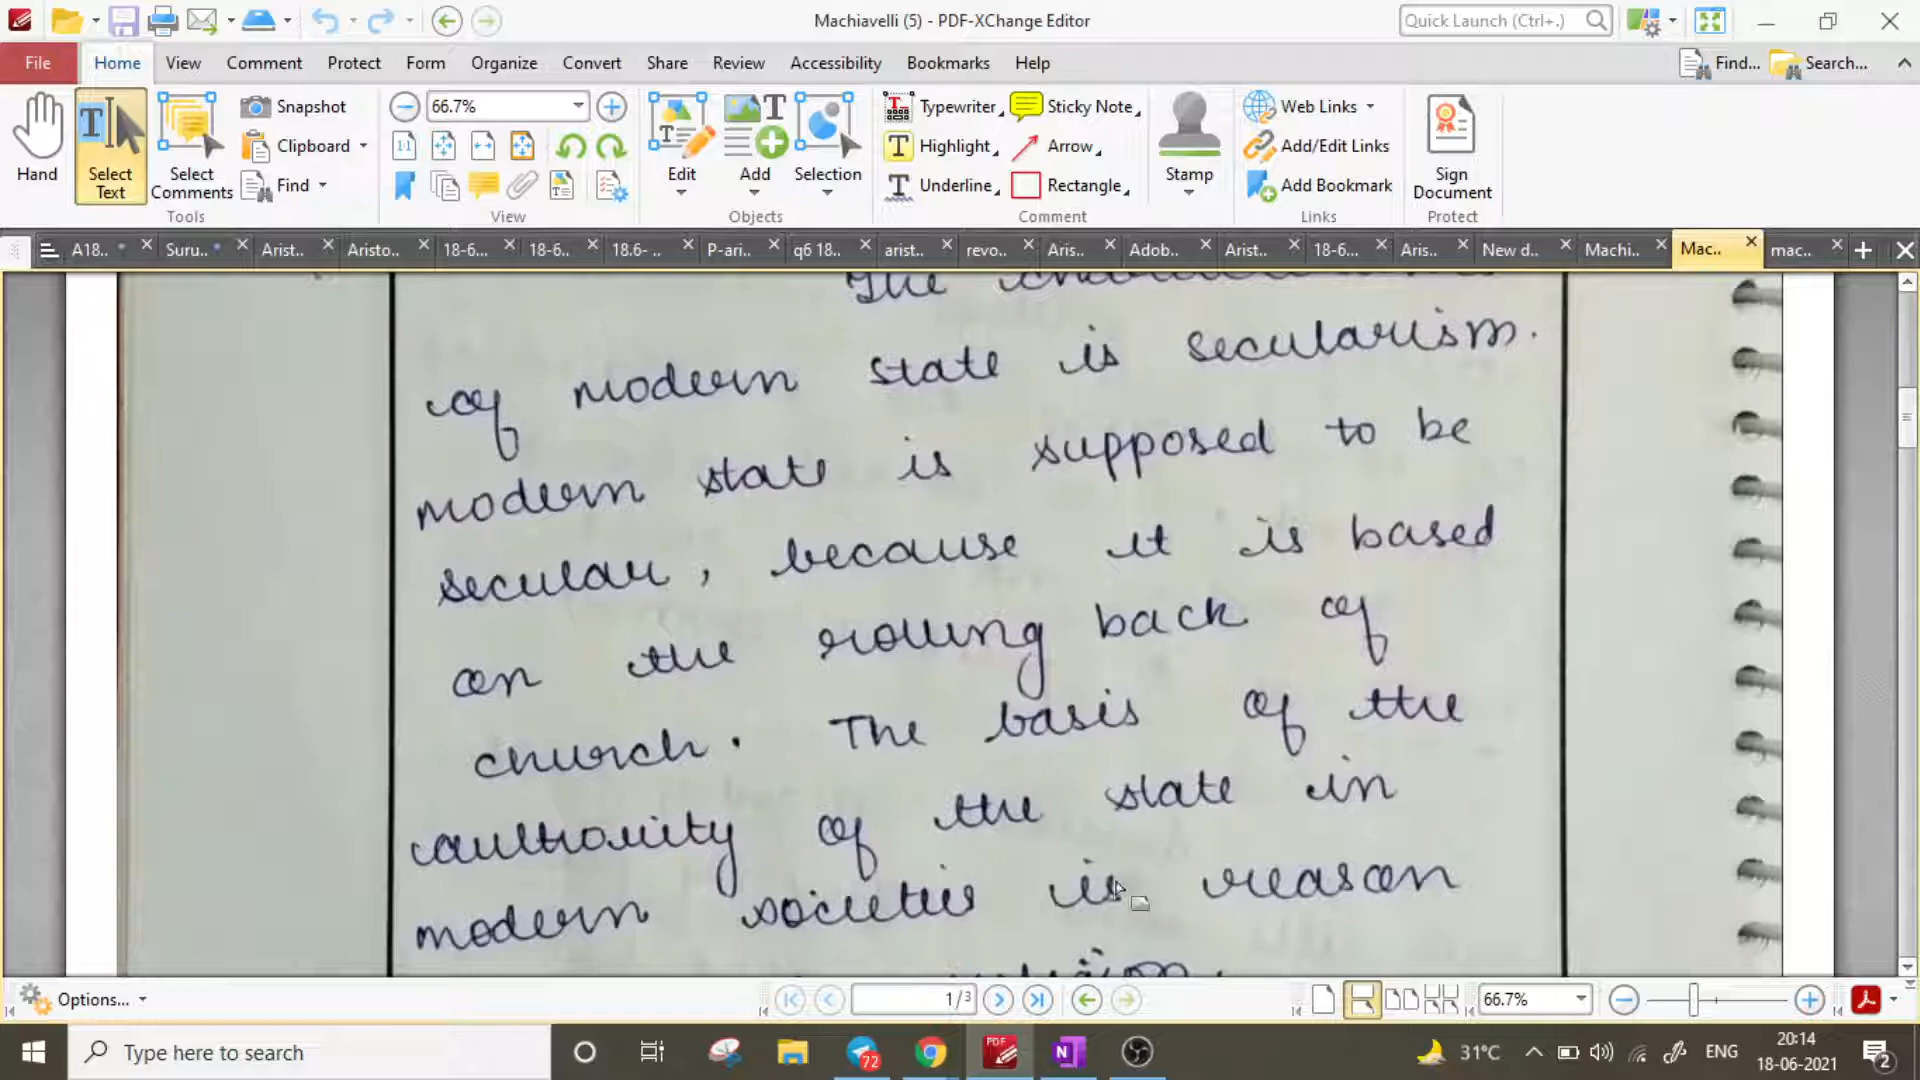 Machiavelli (5) - PDF-XChange Editor
Quick Launch (Ctrl+.)
File Home View Comment Protect Form Organize Convert Share Review Accessibility Bookmarks Help Find... Search...
Hand
Select Text
Select Comments
Snapshot
Clipboard
Find
Tools
66.7%
View
Edit
Add
Selection
Objects
Typewriter Sticky Note
Highlight Arrow
Underline Rectangle
Stamp
Comment
Web Links
Add/Edit Links
Add Bookmark
Links
Sign Document
Protect
A18.. * Suru.. * Arist.. Aristo.. 18-6... 18-6.. 18.6-.. P-ari.. q6 18.. arist.. revo.. Aris.. Adob.. Arist.. 18-6.. Aris.. New d.. Machi.. Mac.. mac..
The
of modern state is secularism.
modern state is supposed to be
secular, because it is based
on the rolling back of
church. The basis of the
authority of the state in
modern societies is reason
Options...
1/3
66.7%
Type here to search
72
31°C
ENG
20:14
18-06-2021
2